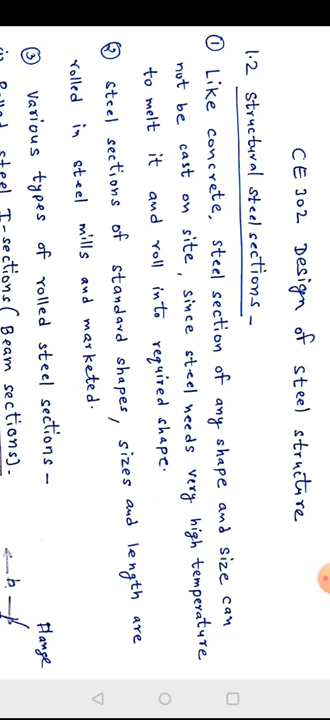 CE302 Design of steel structure
1.2 Structural steel sections -
① Like concrete, steel section of any shape and size can
not be cast on site, since steel needs very high temperature
to melt it and roll into required shape.
② Steel sections of standard shapes, sizes and length are
rolled in steel mills and marketed.
③ Various types of rolled steel sections -
i) Rolled steel I-sections (Beam sections).
b
Flange